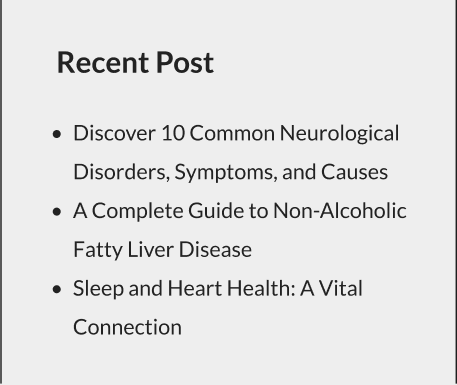 Recent Post
• Discover 10 Common Neurological
Disorders, Symptoms, and Causes
• A Complete Guide to Non-Alcoholic
Fatty Liver Disease
• Sleep and Heart Health: A Vital
Connection